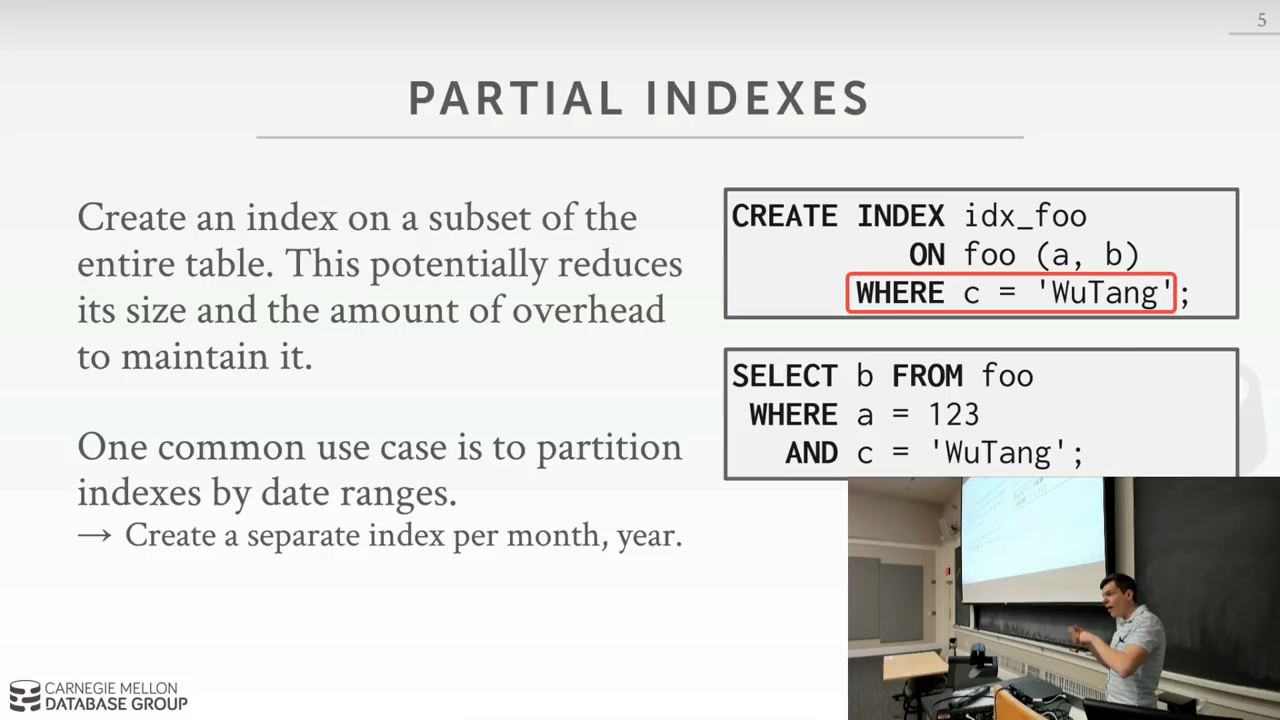 5
PARTIAL INDEXES
Create an index on a subset of the
entire table. This potentially reduces
its size and the amount of overhead
to maintain it.
One common use case is to partition
indexes by date ranges.
→ Create a separate index per month, year.
CREATE INDEX idx_foo
ON foo (a, b)
WHERE c = 'WuTang';
SELECT b FROM foo
WHERE a = 123
AND c = 'WuTang';
CARNEGIE MELLON
DATABASE GROUP